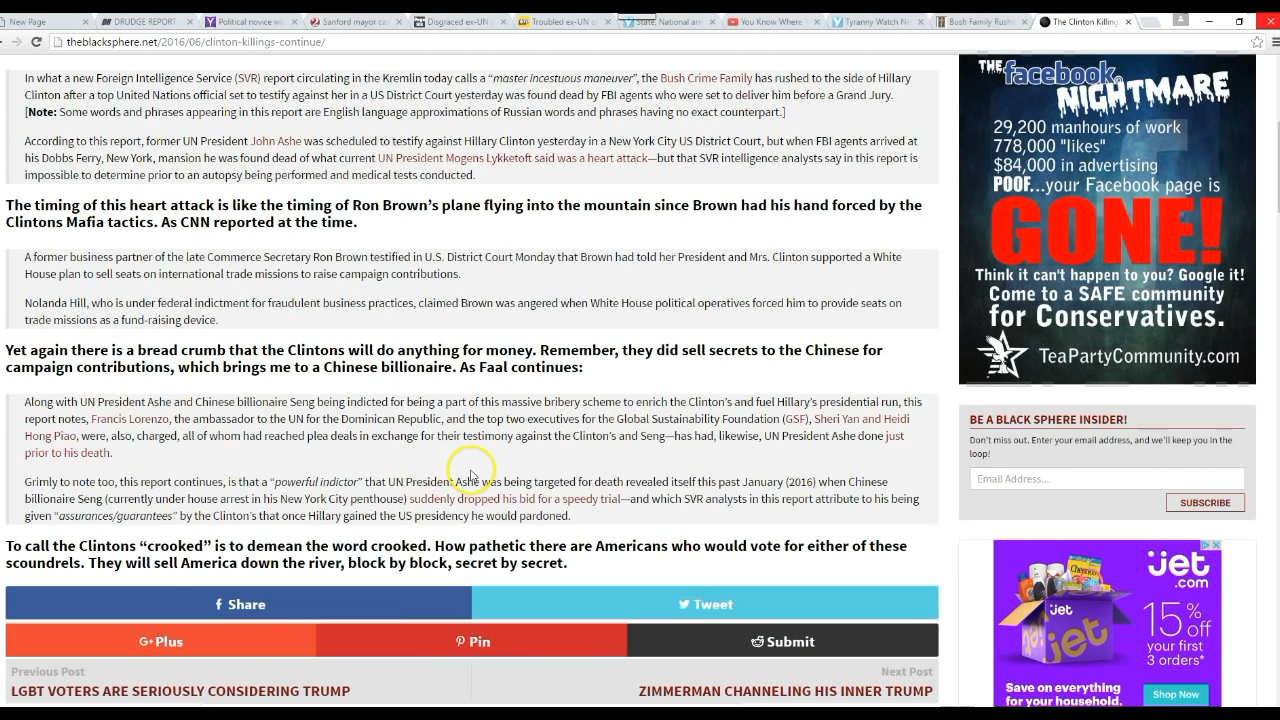 New Page
DRUDGE REPORT
Political novice w
Sanford mayor ca
Disgraced ex-UN a
Troubled ex-UN of
State, National an
You Know Where
Tyranny Watch Ne
Bush Family Rushe
The Clinton Killing
theblacksphere.net/2016/06/clinton-killings-continue/
In what a new Foreign Intelligence Service (SVR) report circulating in the Kremlin today calls a “master incestuous maneuver”, the Bush Crime Family has rushed to the side of Hillary
Clinton after a top United Nations official set to testify against her in a US District Court yesterday was found dead by FBI agents who were set to deliver him before a Grand Jury.
[Note: Some words and phrases appearing in this report are English language approximations of Russian words and phrases having no exact counterpart.]
According to this report, former UN President John Ashe was scheduled to testify against Hillary Clinton yesterday in a New York City US District Court, but when FBI agents arrived at
his Dobbs Ferry, New York, mansion he was found dead of what current UN President Mogens Lykketoft said was a heart attack—but that SVR intelligence analysts say in this report is
impossible to determine prior to an autopsy being performed and medical tests conducted.
The timing of this heart attack is like the timing of Ron Brown’s plane flying into the mountain since Brown had his hand forced by the
Clintons Mafia tactics. As CNN reported at the time.
A former business partner of the late Commerce Secretary Ron Brown testified in U.S. District Court Monday that Brown had told her President and Mrs. Clinton supported a White
House plan to sell seats on international trade missions to raise campaign contributions.
Nolanda Hill, who is under federal indictment for fraudulent business practices, claimed Brown was angered when White House political operatives forced him to provide seats on
trade missions as a fund-raising device.
Yet again there is a bread crumb that the Clintons will do anything for money. Remember, they did sell secrets to the Chinese for
campaign contributions, which brings me to a Chinese billionaire. As Faal continues:
Along with UN President Ashe and Chinese billionaire Seng being indicted for being a part of this massive bribery scheme to enrich the Clinton’s and fuel Hillary’s presidential run, this
report notes, Francis Lorenzo, the ambassador to the UN for the Dominican Republic, and the top two executives for the Global Sustainability Foundation (GSF), Sheri Yan and Heidi
Hong Piao, were, also, charged, all of whom had reached plea deals in exchange for their testimony against the Clinton’s and Seng—has had, likewise, UN President Ashe done just
prior to his death.
Grimly to note too, this report continues, is that a “powerful indictor” that UN President Ashe was being targeted for death revealed itself this past January (2016) when Chinese
billionaire Seng (currently under house arrest in his New York City penthouse) suddenly dropped his bid for a speedy trial—and which SVR analysts in this report attribute to his being
given “assurances/guarantees” by the Clinton’s that once Hillary gained the US presidency he would pardoned.
To call the Clintons “crooked” is to demean the word crooked. How pathetic there are Americans who would vote for either of these
scoundrels. They will sell America down the river, block by block, secret by secret.
Share
Tweet
G+ Plus
Pin
Submit
Previous Post
Next Post
LGBT VOTERS ARE SERIOUSLY CONSIDERING TRUMP
ZIMMERMAN CHANNELING HIS INNER TRUMP
THE facebook
NIGHTMARE
29,200 manhours of work
778,000 "likes"
$84,000 in advertising
POOF...your Facebook page is
GONE!
Think it can't happen to you? Google it!
Come to a SAFE community
for Conservatives.
TeaPartyCommunity.com
BE A BLACK SPHERE INSIDER!
Don't miss out. Enter your email address, and we'll keep you in the
loop!
Email Address...
SUBSCRIBE
Jet
.com
Cheerios
jet
jet
15% off
your first
3 orders*
Save on everything
for your household.
Shop Now